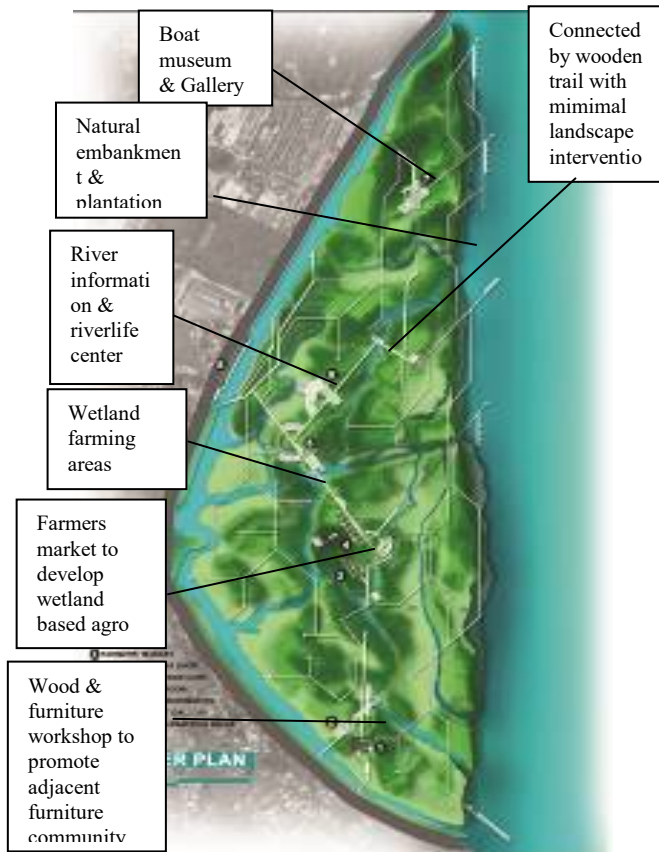 Boat
museum
& Gallery
Connected
by wooden
trail with
mimimal
landscape
interventio
Natural
embankmen
t &
plantation
River
informati
on &
riverlife
center
Wetland
farming
areas
Farmers
market to
develop
wetland
based agro
Wood &
furniture
workshop to
promote
adjacent
furniture
community
ER PLAN